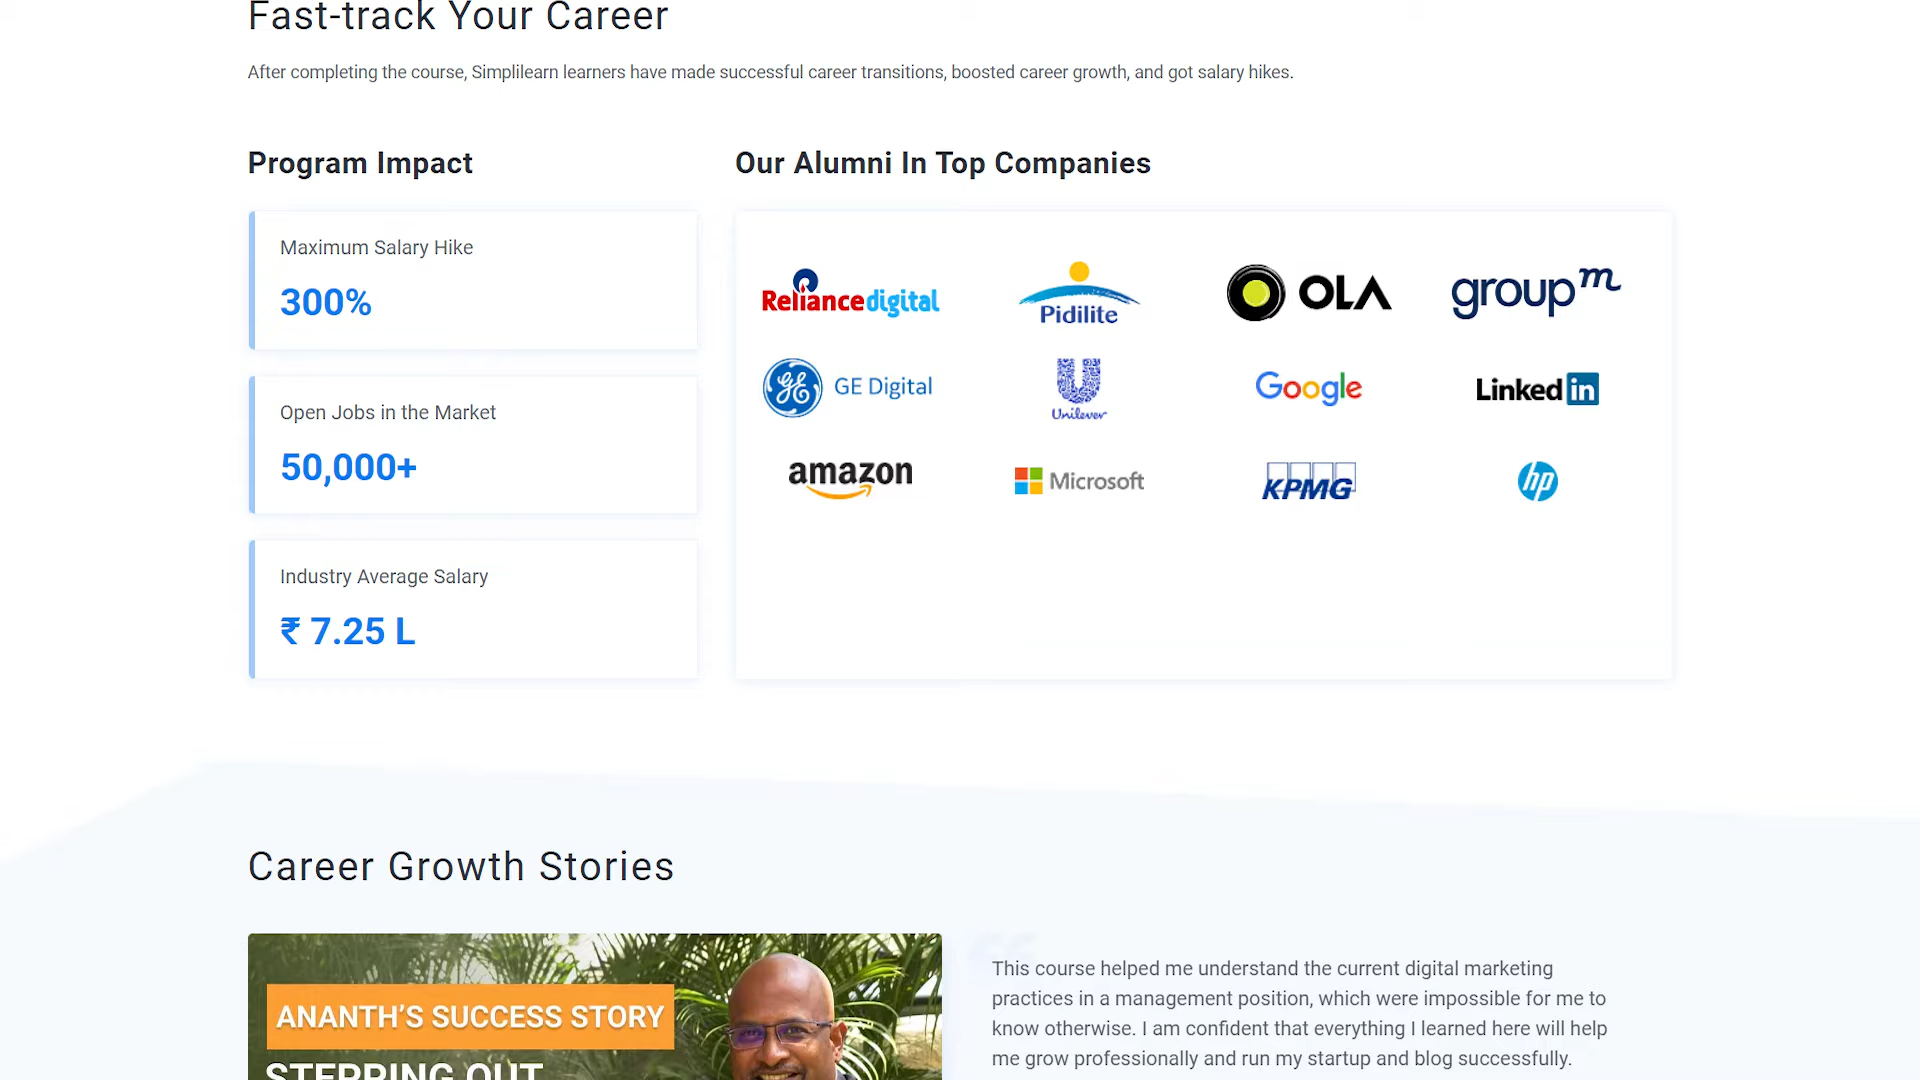 Fast-track Your Career
After completing the course, Simplilearn learners have made successful career transitions, boosted career growth, and got salary hikes.
Program Impact
Maximum Salary Hike
300%
Open Jobs in the Market
50,000+
Industry Average Salary
₹ 7.25 L
Our Alumni In Top Companies
Reliance digital
Pidilite
OLA
groupm
GE GE Digital
Unilever
Google
Linked in
amazon
Microsoft
KPMG
hp
Career Growth Stories
ANANTH’S SUCCESS STORY
STEPPING OUT
This course helped me understand the current digital marketing
practices in a management position, which were impossible for me to
know otherwise. I am confident that everything I learned here will help
me grow professionally and run my startup and blog successfully.